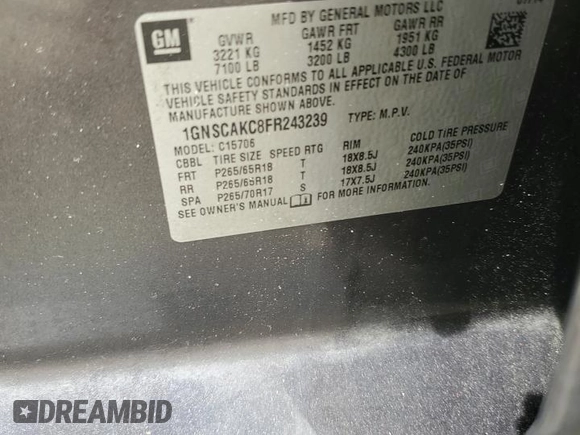 MFD BY GENERAL MOTORS LLC
GM
GVWR GAWR FRT GAWR RR
3221 KG 1452 KG 1951 KG
7100 LB 3200 LB 4300 LB
THIS VEHICLE CONFORMS TO ALL APPLICABLE U.S. FEDERAL MOTOR
VEHICLE SAFETY STANDARDS IN EFFECT ON THE DATE OF
MANUFACTURE SHOWN ABOVE.
1GNSCAKC8FR243239 TYPE: M.P.V.
MODEL: C15706
CBBL TIRE SIZE SPEED RTG RIM COLD TIRE PRESSURE
FRT P265/65R18 T 18X8.5J 240KPA(35PSI)
RR P265/65R18 T 18X8.5J 240KPA(35PSI)
SPA P265/70R17 S 17X7.5J 240KPA(35PSI)
SEE OWNER'S MANUAL FOR MORE INFORMATION.
DREAMBID